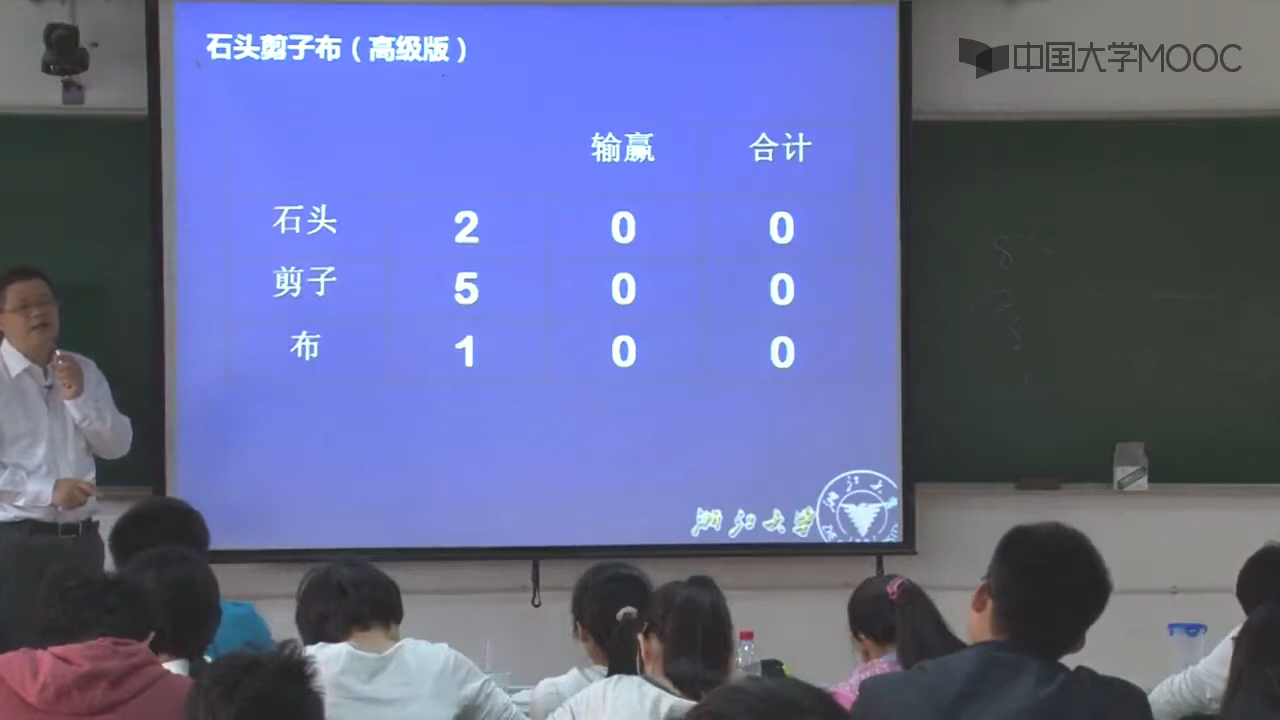 石头剪子布（高级版）
中国大学MOOC
输赢 合计
石头 2 0 0
剪子 5 0 0
布 1 0 0
浙江大学